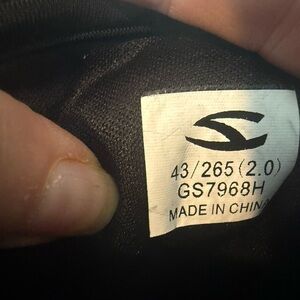 43/265(2.0)
GS7968H
MADE IN CHINA